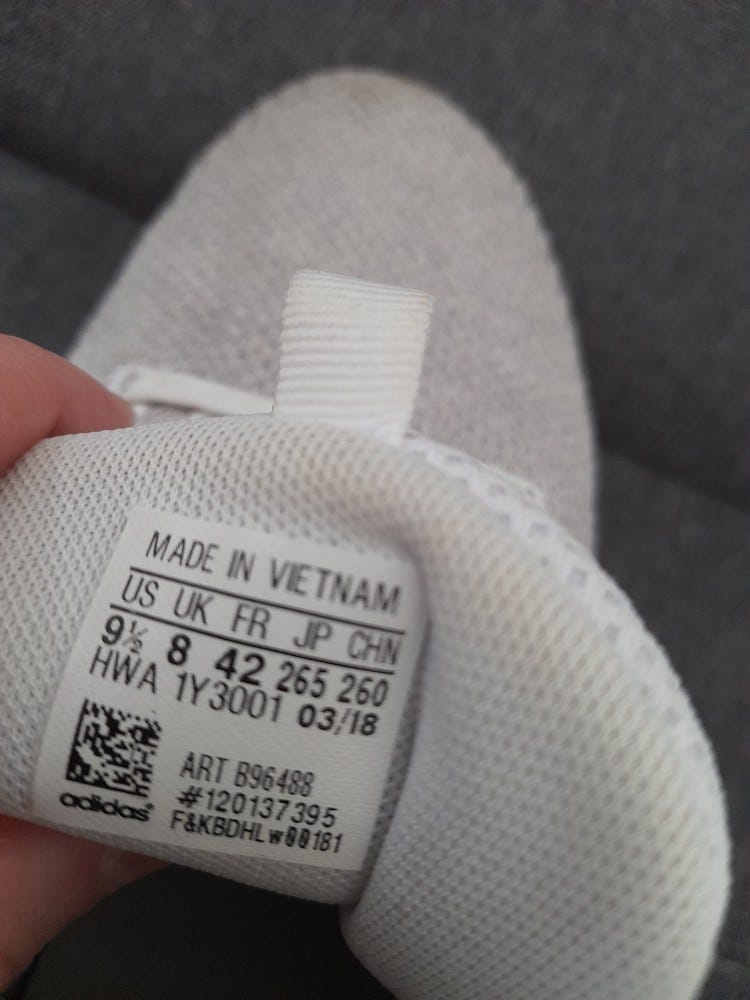 MADE IN VIETNAM
US UK FR JP CHN
9½ 8 42 265 260
HWA 1Y3001 03/18
ART B96488
#120137395
F&KBDHLw00181
adidas